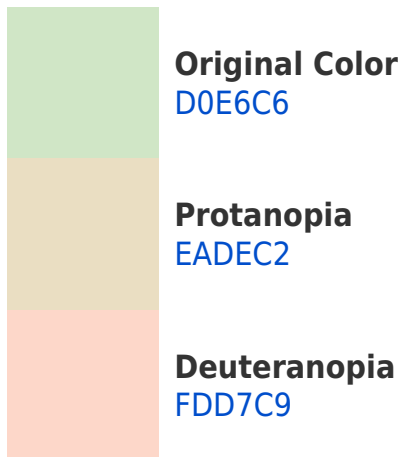 Original Color
D0E6C6
Protanopia
EADEC2
Deuteranopia
FDD7C9